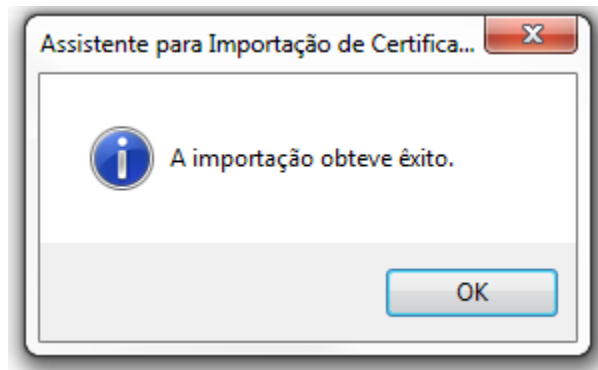 Assistente para Importação de Certifica...
A importação obteve êxito.
OK